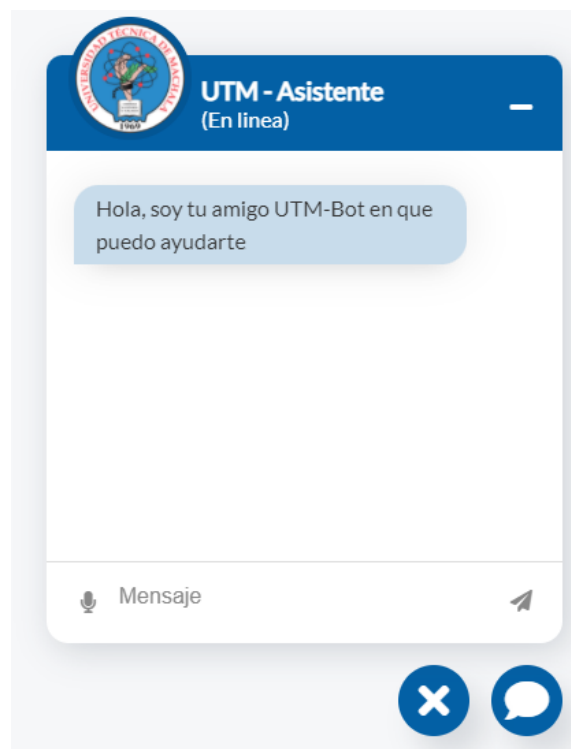 UNIVERSIDAD TÉCNICA DE MACHALA
1969
UTM - Asistente
(En linea)
Hola, soy tu amigo UTM-Bot en que
puedo ayudarte
Mensaje